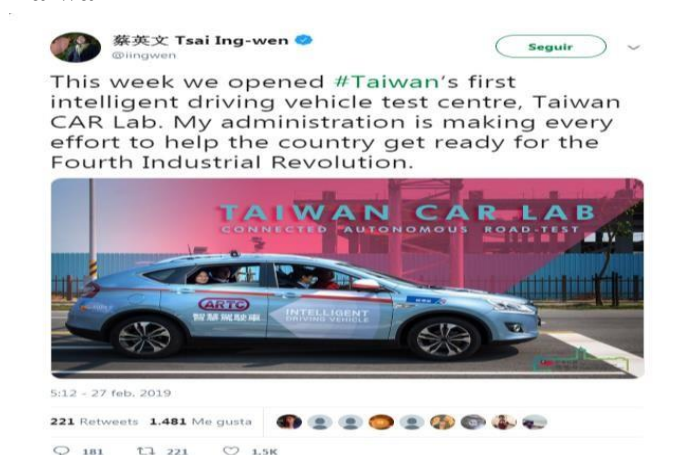 蔡英文 Tsai Ing-wen
@iingwen
Seguir
This week we opened #Taiwan's first
intelligent driving vehicle test centre, Taiwan
CAR Lab. My administration is making every
effort to help the country get ready for the
Fourth Industrial Revolution.
TAIWAN CAR LAB
CONNECTED AUTONOMOUS ROAD-TEST
ARTC
智慧駕駛車
INTELLIGENT
DRIVING VEHICLE
5:12 - 27 feb. 2019
221 Retweets 1.481 Me gusta
181 221 1.5K